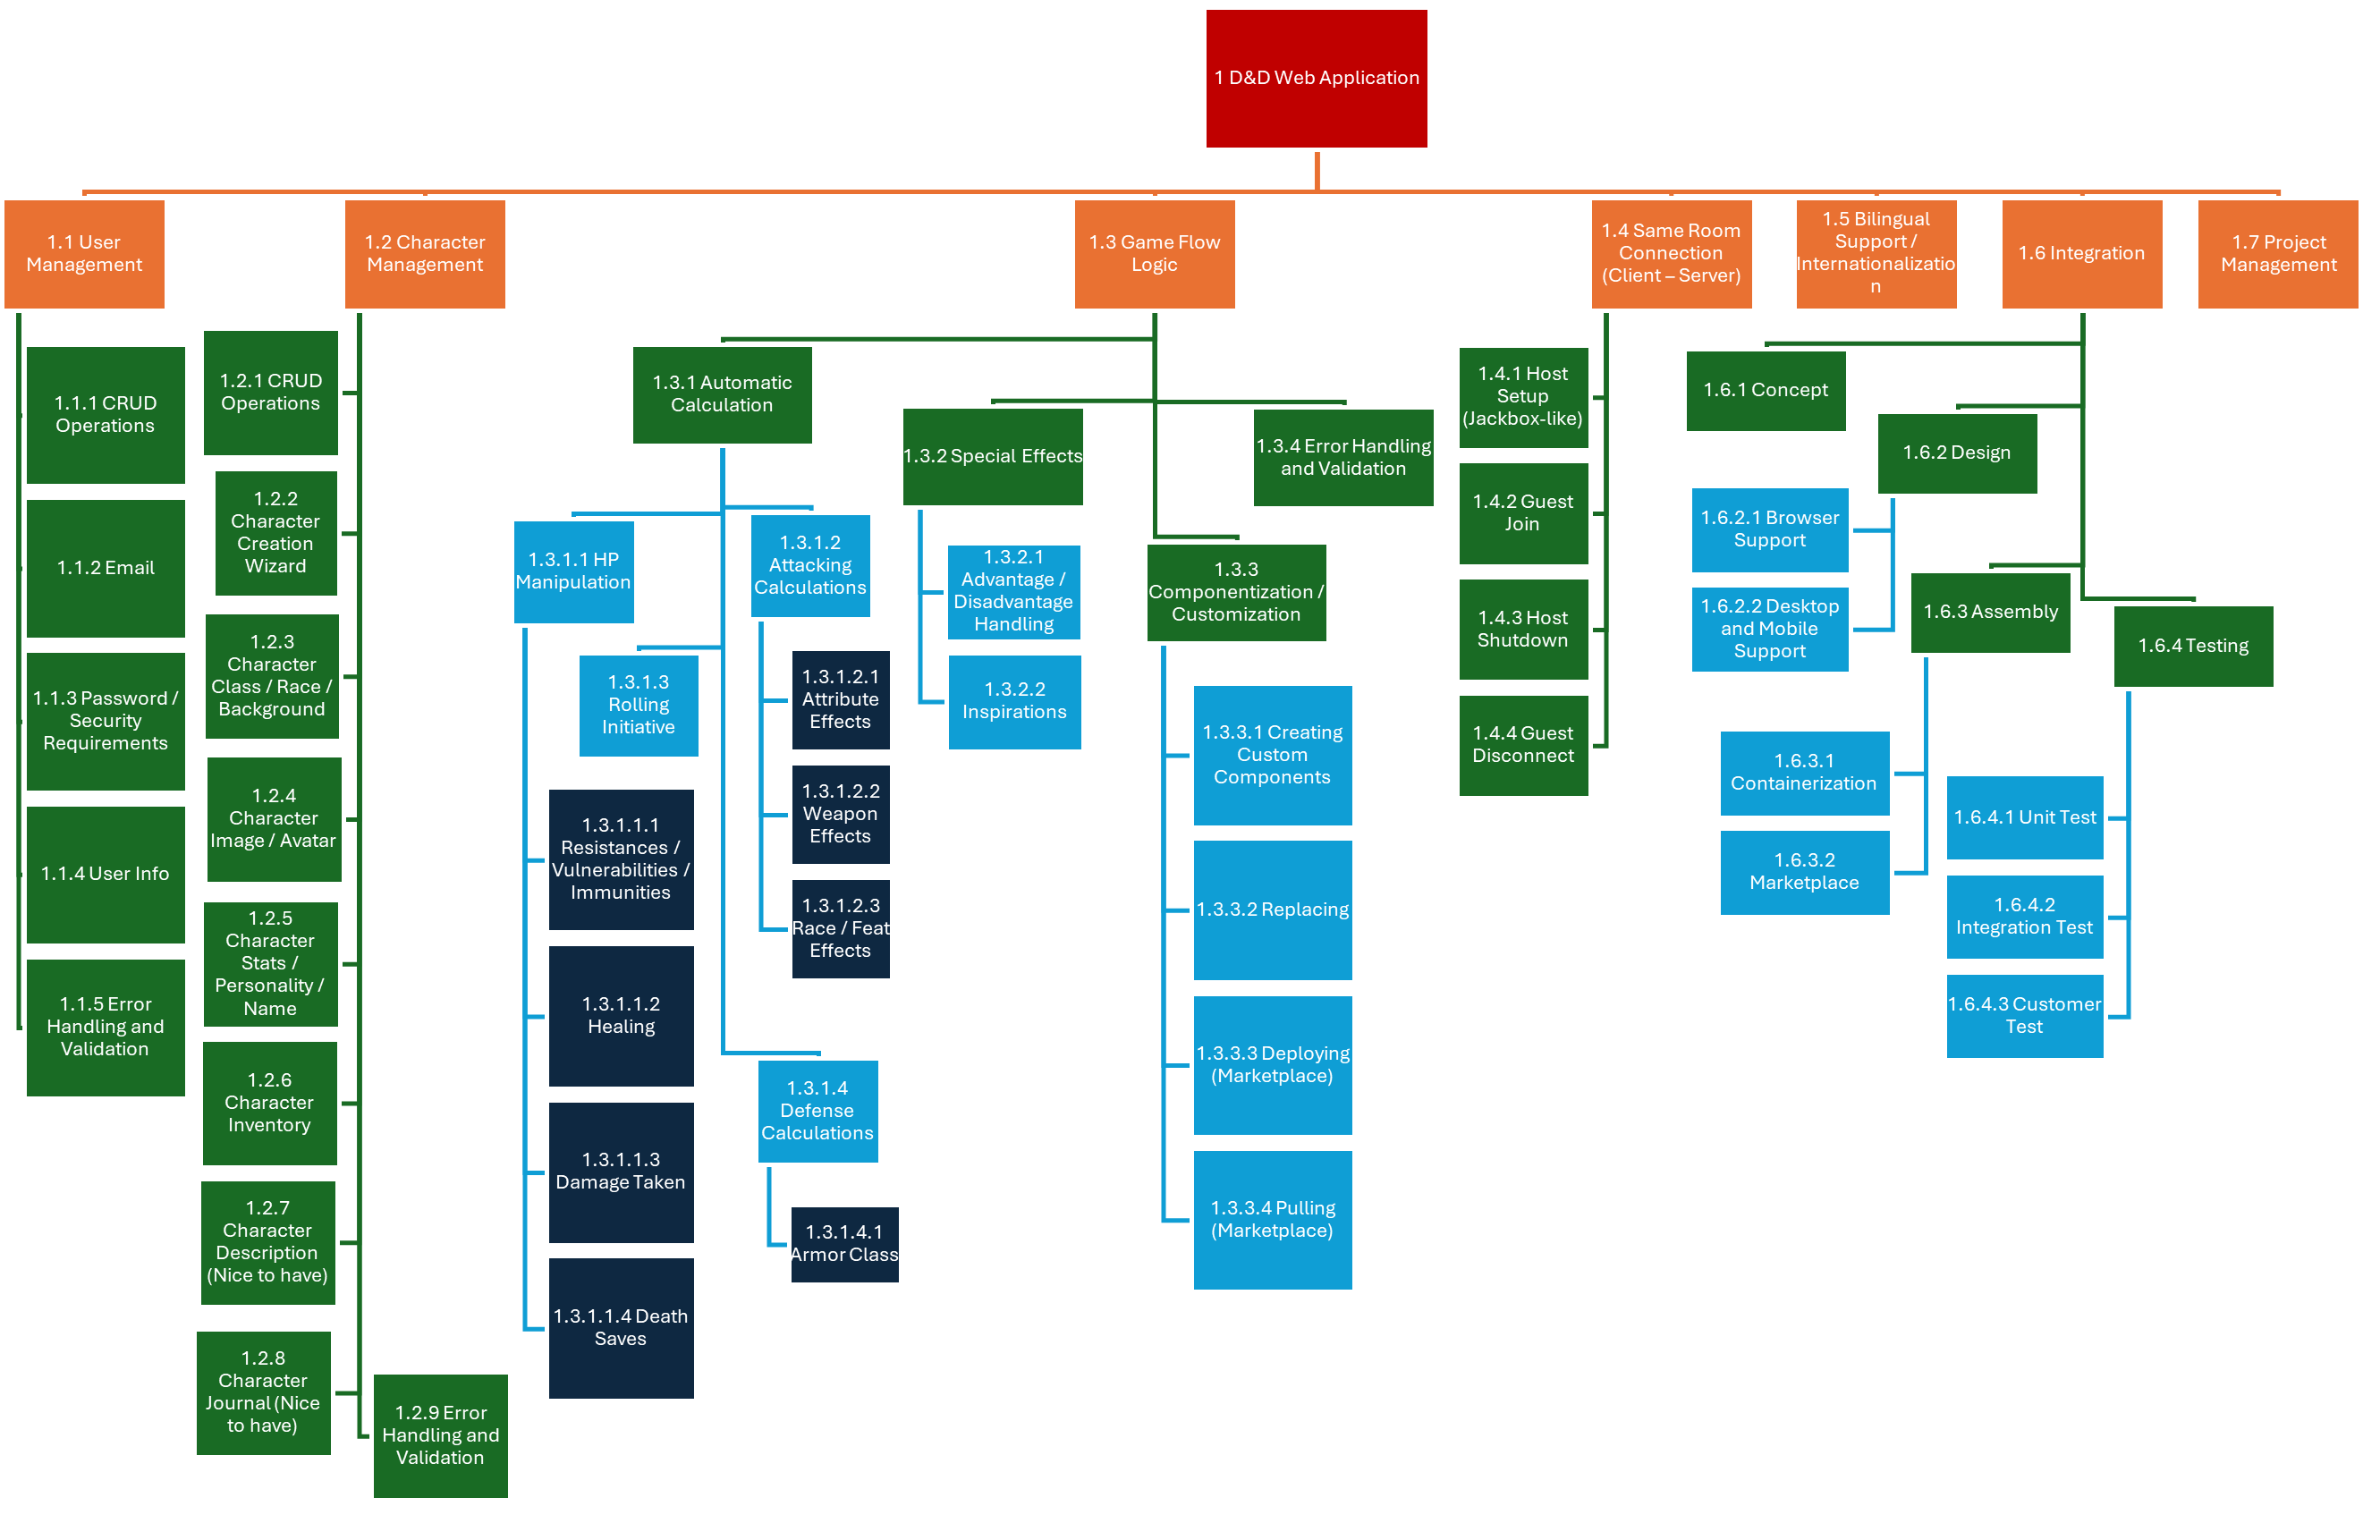 1 D&D Web Application
1.1 User
Management
1.2 Character
Management
1.3 Game Flow
Logic
1.4 Same Room
Connection
(Client – Server)
1.5 Bilingual
Support /
Internationalizatio
n
1.6 Integration
1.7 Project
Management
1.1.1 CRUD
Operations
1.1.2 Email
1.1.3 Password /
Security
Requirements
1.1.4 User Info
1.1.5 Error
Handling and
Validation
1.2.1 CRUD
Operations
1.2.2
Character
Creation
Wizard
1.2.3
Character
Class / Race /
Background
1.2.4
Character
Image / Avatar
1.2.5
Character
Stats /
Personality /
Name
1.2.6
Character
Inventory
1.2.7
Character
Description
(Nice to have)
1.2.8
Character
Journal (Nice
to have)
1.2.9 Error
Handling and
Validation
1.3.1 Automatic
Calculation
1.3.1.1 HP
Manipulation
1.3.1.1.1
Resistances /
Vulnerabilities /
Immunities
1.3.1.1.2
Healing
1.3.1.1.3
Damage Taken
1.3.1.1.4 Death
Saves
1.3.1.2
Attacking
Calculations
1.3.1.2.1
Attribute
Effects
1.3.1.2.2
Weapon
Effects
1.3.1.2.3
Race / Feat
Effects
1.3.1.3
Rolling
Initiative
1.3.1.4
Defense
Calculations
1.3.1.4.1
Armor Class
1.3.2 Special Effects
1.3.2.1
Advantage /
Disadvantage
Handling
1.3.2.2
Inspirations
1.3.3
Componentization /
Customization
1.3.3.1 Creating
Custom
Components
1.3.3.2 Replacing
1.3.3.3 Deploying
(Marketplace)
1.3.3.4 Pulling
(Marketplace)
1.3.4 Error Handling
and Validation
1.4.1 Host
Setup
(Jackbox-like)
1.4.2 Guest
Join
1.4.3 Host
Shutdown
1.4.4 Guest
Disconnect
1.6.1 Concept
1.6.2 Design
1.6.2.1 Browser
Support
1.6.2.2 Desktop
and Mobile
Support
1.6.3 Assembly
1.6.3.1
Containerization
1.6.3.2
Marketplace
1.6.4 Testing
1.6.4.1 Unit Test
1.6.4.2
Integration Test
1.6.4.3 Customer
Test